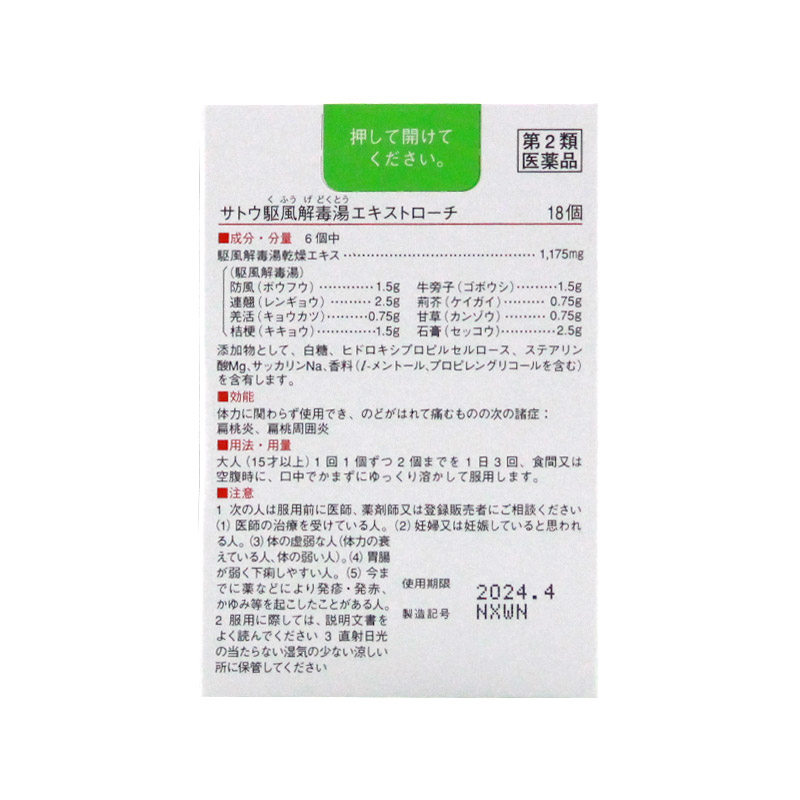 押して開けて
ください。
第2類
医薬品
く ふう げ どくとう
サトウ駆風解毒湯エキストローチ 18個
■成分・分量 6個中
駆風解毒湯乾燥エキス…………………………1,175mg
(駆風解毒湯)
防風(ボウフウ)…………1.5g 牛旁子(ゴボウシ)………1.5g
連翹(レンギョウ)………2.5g 荊芥(ケイガイ)………0.75g
羌活(キョウカツ)………0.75g 甘草(カンゾウ)………0.75g
桔梗(キキョウ)…………1.5g 石膏(セッコウ)…………2.5g
添加物として、白糖、ヒドロキシプロピルセルロース、ステアリン
酸Mg、サッカリンNa、香料(l-メントール、プロピレングリコールを含む)
を含有します。
■効能
体力に関わらず使用でき、のどがはれて痛むものの次の諸症:
扁桃炎、扁桃周囲炎
■用法・用量
大人(15才以上)1回1個ずつ2個までを1日3回、食間又は
空腹時に、口中でかまずにゆっくり溶かして服用します。
■注意
1 次の人は服用前に医師、薬剤師又は登録販売者にご相談ください
(1)医師の治療を受けている人。(2)妊婦又は妊娠していると思われ
る人。(3)体の虚弱な人(体力の衰
えている人、体の弱い人)。(4)胃腸
が弱く下痢しやすい人。(5)今ま
でに薬などにより発疹・発赤、
かゆみ等を起こしたことがある人。
2 服用に際しては、説明文書を
よく読んでください 3 直射日光
の当たらない湿気の少ない涼しい
所に保管してください
使用期限 2024.4
製造記号 NXWN